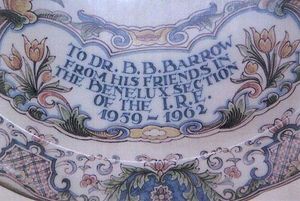 TO DR. B. B. BARROW
FROM HIS FRIENDS IN
THE BENELUX SECTION
OF THE I.R.E.
1959 - 1962